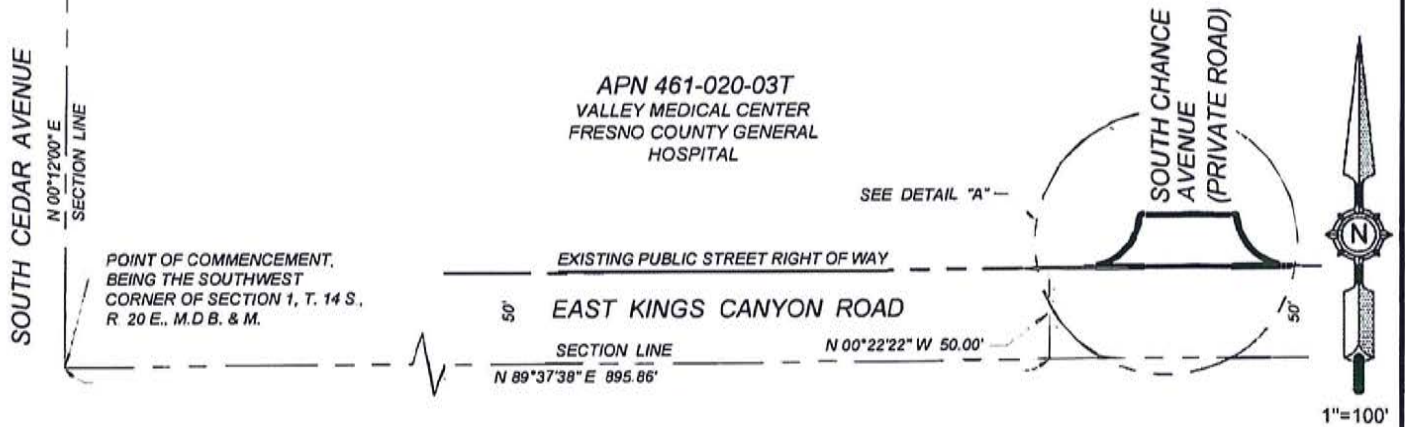 SOUTH CEDAR AVENUE
N 00°12'00" E
SECTION LINE
POINT OF COMMENCEMENT,
BEING THE SOUTHWEST
CORNER OF SECTION 1, T. 14 S.,
R 20 E., M.D B. & M.
APN 461-020-03T
VALLEY MEDICAL CENTER
FRESNO COUNTY GENERAL
HOSPITAL
SEE DETAIL "A"
EXISTING PUBLIC STREET RIGHT OF WAY
50'
EAST KINGS CANYON ROAD
SECTION LINE
N 89°37'38" E 895.86'
N 00°22'22" W 50.00'
50'
SOUTH CHANCE
AVENUE
(PRIVATE ROAD)
N
1"=100'